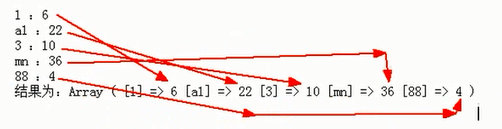 1 : 6
a1 : 22
3 : 10
mn : 36
88 : 4
结果为: Array ( [1] => 6 [a1] => 22 [3] => 10 [mn] => 36 [88] => 4 )